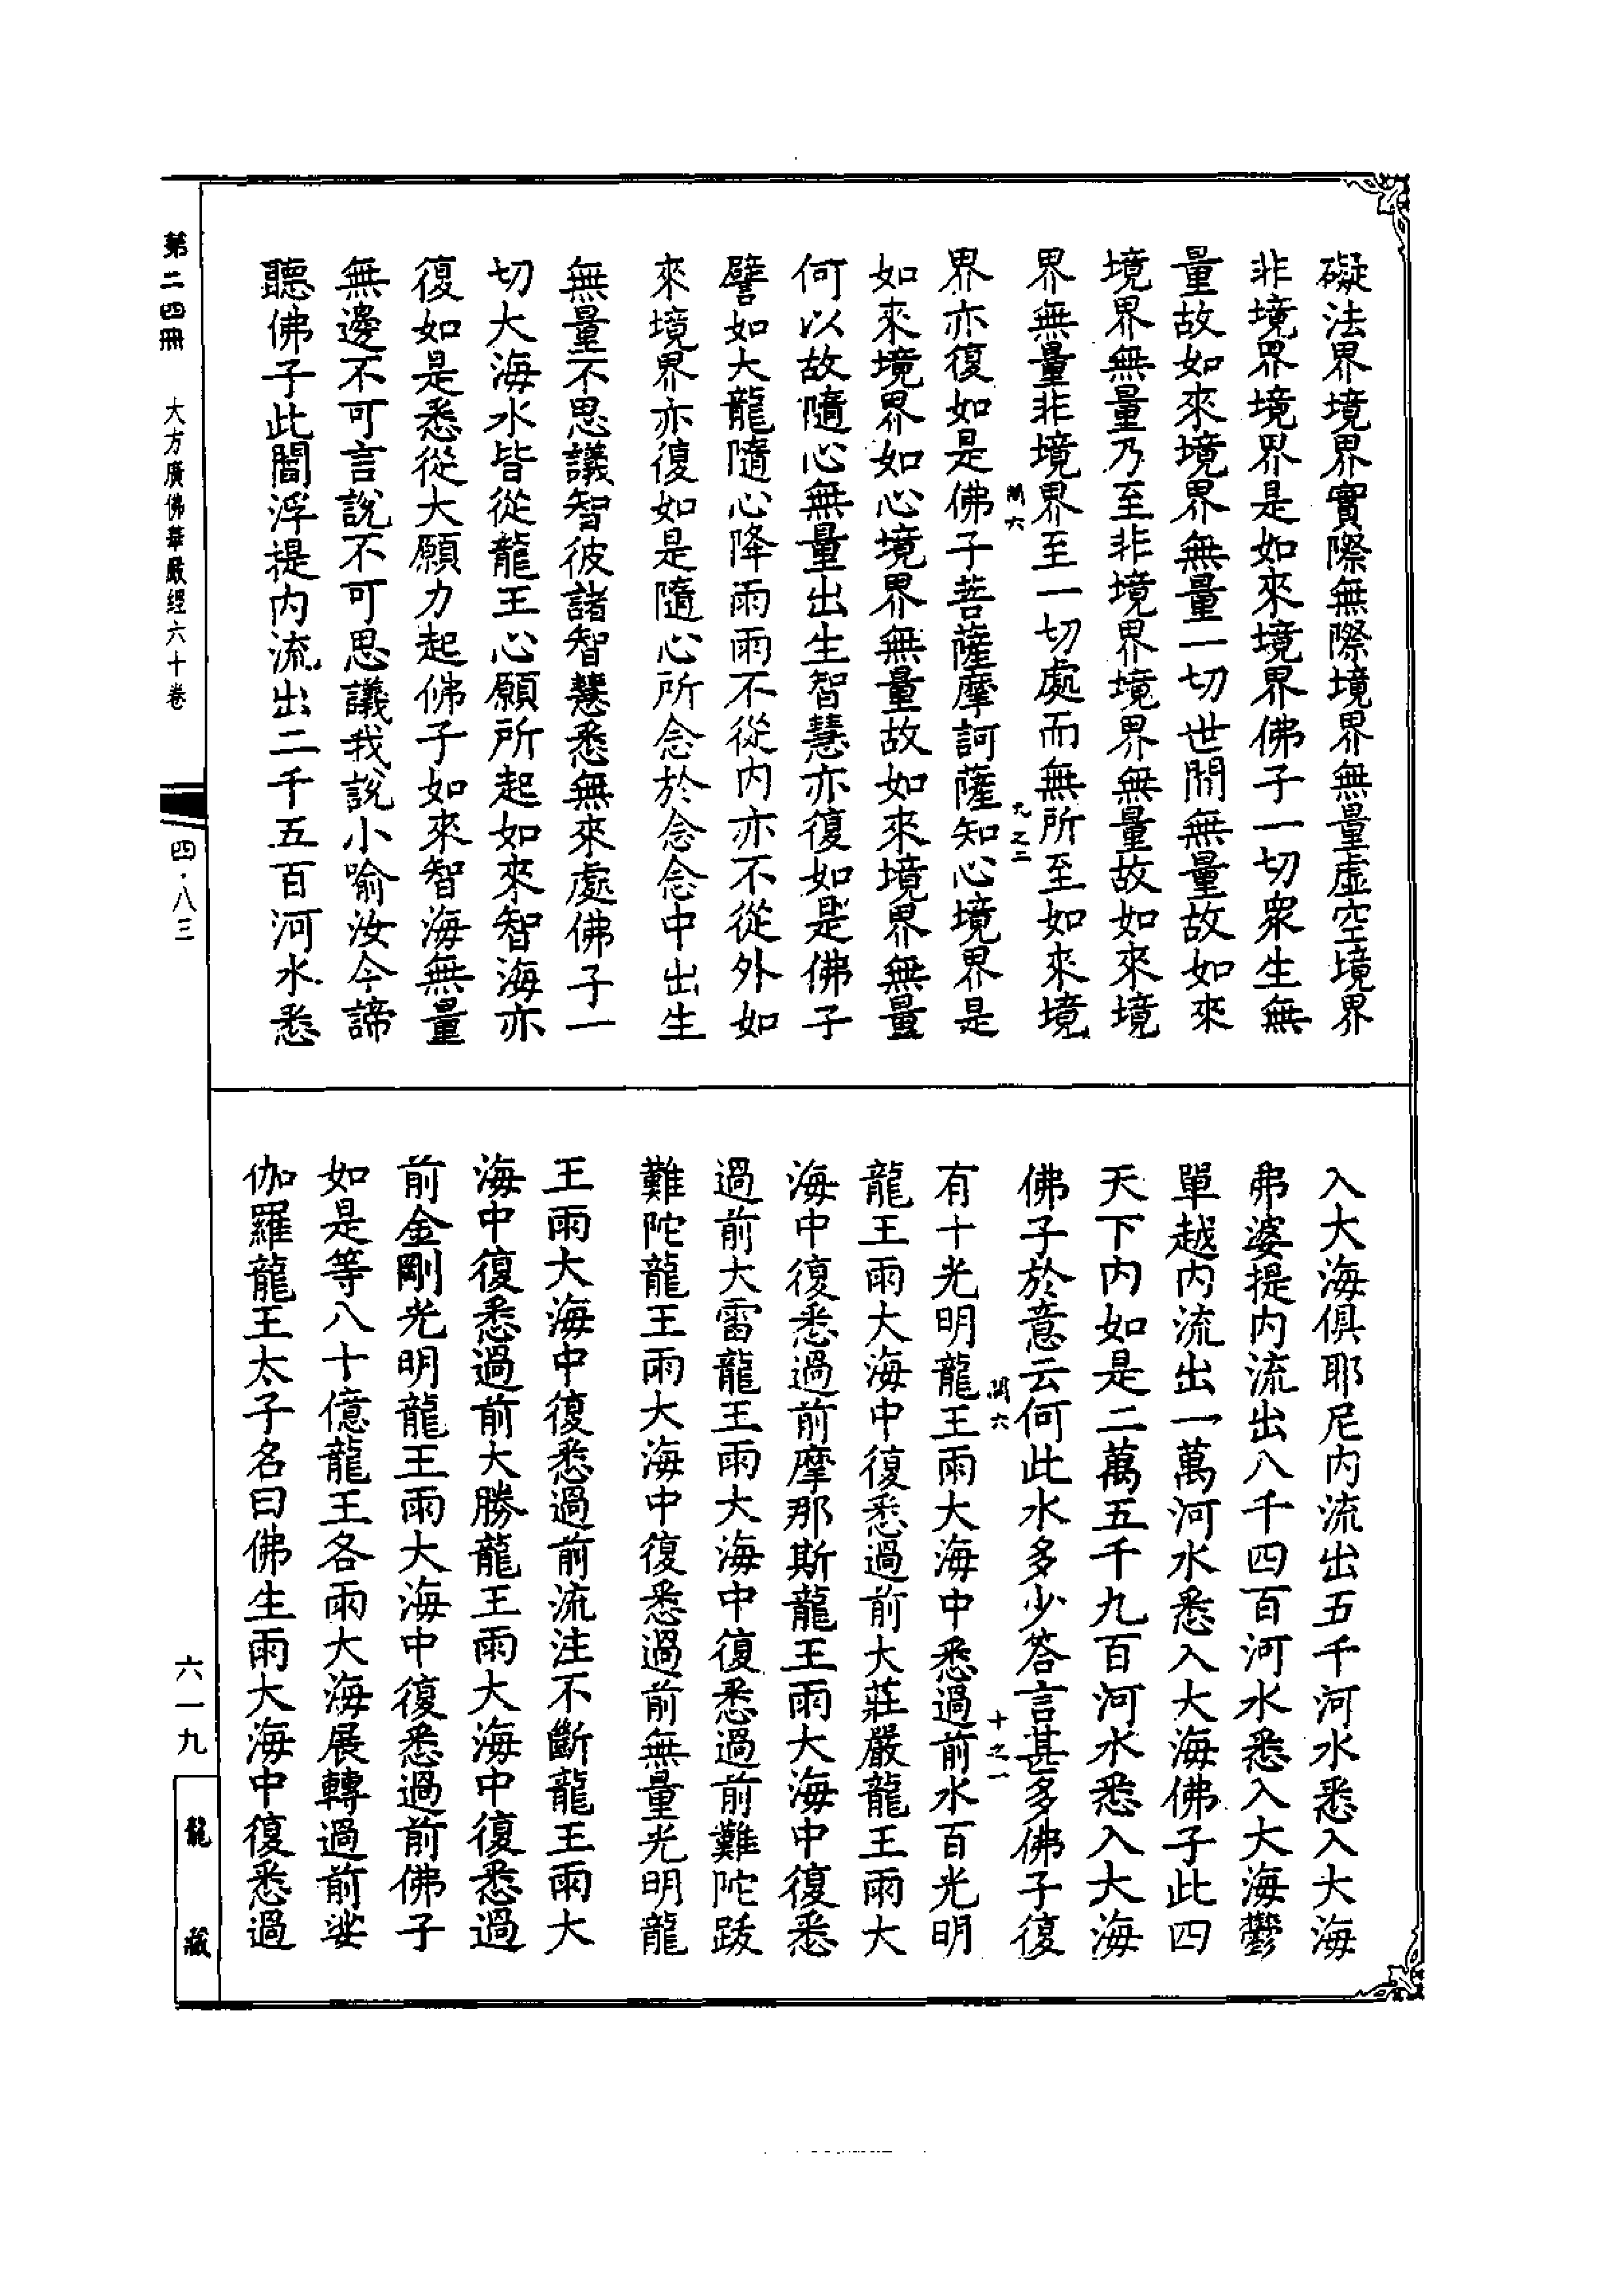 礙法界境界實際無際境界無量虛空境界
非境界境界是如來境界佛子一切衆生無
量故如來境界無量一切世間無量故如來
境界無量乃至非境界境界無量故如來境
界無量非境界至一切處而無所至如來境
界亦復如是佛子菩薩摩訶薩知心境界是
如來境界如心境界無量故如來境界無量
何以故隨心無量出生智慧亦復如是佛子
譬如大龍隨心降雨雨不從内亦不從外如
來境界亦復如是隨心所念於念念中出生
無量不思議智彼諸智慧悉無來處佛子一
切大海水皆從龍王心願所起如來智海亦
復如是悉從大願力起佛子如來智海無量
無邊不可言說不可思議我說小喻汝今諦
聽佛子此閻浮提内流出二千五百河水悉
入大海俱耶尼内流出五千河水悉入大海
弗婆提内流出八千四百河水悉入大海鬱
單越内流出一萬河水悉入大海佛子此四
天下内如是二萬五千九百河水悉入大海
佛子於意云何此水多少答言甚多佛子復
有十光明龍王雨大海中悉過前水百光明
龍王雨大海中復悉過前大莊嚴龍王雨大
海中復悉過前摩那斯龍王雨大海中復悉
過前大雷龍王雨大海中復悉過前難陀跋
難陀龍王雨大海中復悉過前無量光明龍
王雨大海中復悉過前流注不斷龍王雨大
海中復悉過前大勝龍王雨大海中復悉過
前金剛光明龍王雨大海中復悉過前佛子
如是等八十億龍王各雨大海展轉過前娑
伽羅龍王太子名曰佛生雨大海中復悉過
九之二
十之一
第二四冊 大方廣佛華嚴經六十卷
四·八三
六一九
龍藏